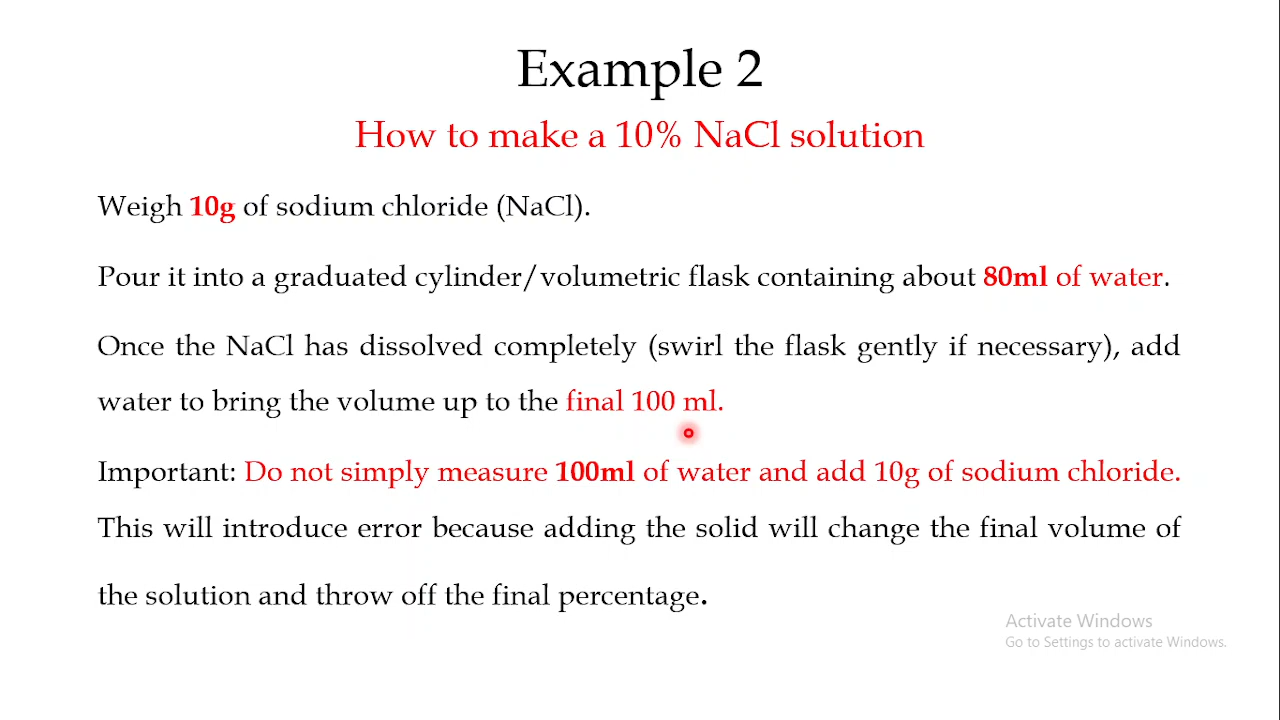 Example 2
How to make a 10% NaCl solution
Weigh 10g of sodium chloride (NaCl).
Pour it into a graduated cylinder/volumetric flask containing about 80ml of water.
Once the NaCl has dissolved completely (swirl the flask gently if necessary), add
water to bring the volume up to the final 100 ml.
Important: Do not simply measure 100ml of water and add 10g of sodium chloride.
This will introduce error because adding the solid will change the final volume of
the solution and throw off the final percentage.
Activate Windows
Go to Settings to activate Windows.